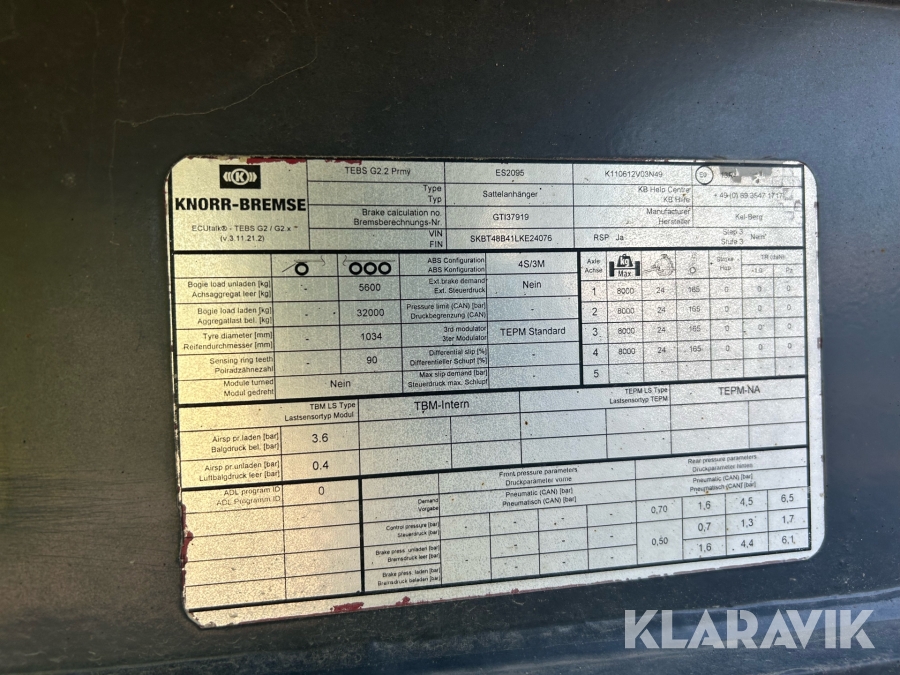 KNORR-BREMSE
ECUtalk® - TEBS G2 / G2.x ™
(v 3.11.21.2)
TEBS G2.2 Prmy ES2095 K110612V03N49
Type Sattelanhänger KB Help Centre
Typ KB Hilfe +49-(0) 89 3547 1717
Brake calculation no. GTI37919 Manufacturer Kel-Berg
Bremsberechnungs-Nr. Hersteller
VIN SKBT48B41LKE24076 RSP Ja Step 3 Nein
FIN Stufe 3
ABS Configuration 4S/3M Axle Kg
ABS Konfiguration Achse Max.
Bogie load unladen [kg] - 5600 Ext.brake demand Nein 1 8000 24 165 0 0 0
Achsaggregat leer [kg] Ext. Steuerdruck
Bogie load laden [kg] - 32000 Pressure limit (CAN) [bar] - 2 8000 24 165 0 0 0
Aggregatlast bel. [kg] Druckbegrenzung (CAN)
Tyre diameter [mm] - 1034 3rd modulator TEPM Standard 3 8000 24 165 0 0 0
Reifendurchmesser [mm] 3ter Modulator
Sensing ring teeth - 90 Differential slip [%] - 4 8000 24 165 0 0 0
Polradzähnezahl Differentieller Schupf [%]
Module turned Nein Max slip demand [bar] - 5
Modul gedreht Steuerdruck max. Schlupf
TBM LS Type TBM-Intern TEPM LS Type TEPM-NA
Lastsensortyp Modul Lastsensortyp TEPM
Airsp pr.laden [bar] 3.6
Balgdruck bel. [bar]
Airsp pr.unladen [bar] 0.4
Luftbalgdruck leer [bar]
ADL program ID 0
ADL Programm ID
Front pressure parameters Rear pressure parameters
Druckparameter vorne Druckparameter hinten
Demand Pneumatic (CAN) [bar] Pneumatic (CAN) [bar]
Vorgabe Pneumatisch (CAN) [bar] Pneumatisch (CAN) [bar]
Control pressure [bar] - - - 0,70 1,6 4,5 6,5
Steuerdruck [bar]
Brake press. unladen [bar] - - - 0,7 1,3 1,7
Bremsdruck leer [bar]
Brake press. laden [bar] - - - 0,50 1,6 4,4 6,1
Bremsdruck beladen [bar]
KLARAVIK